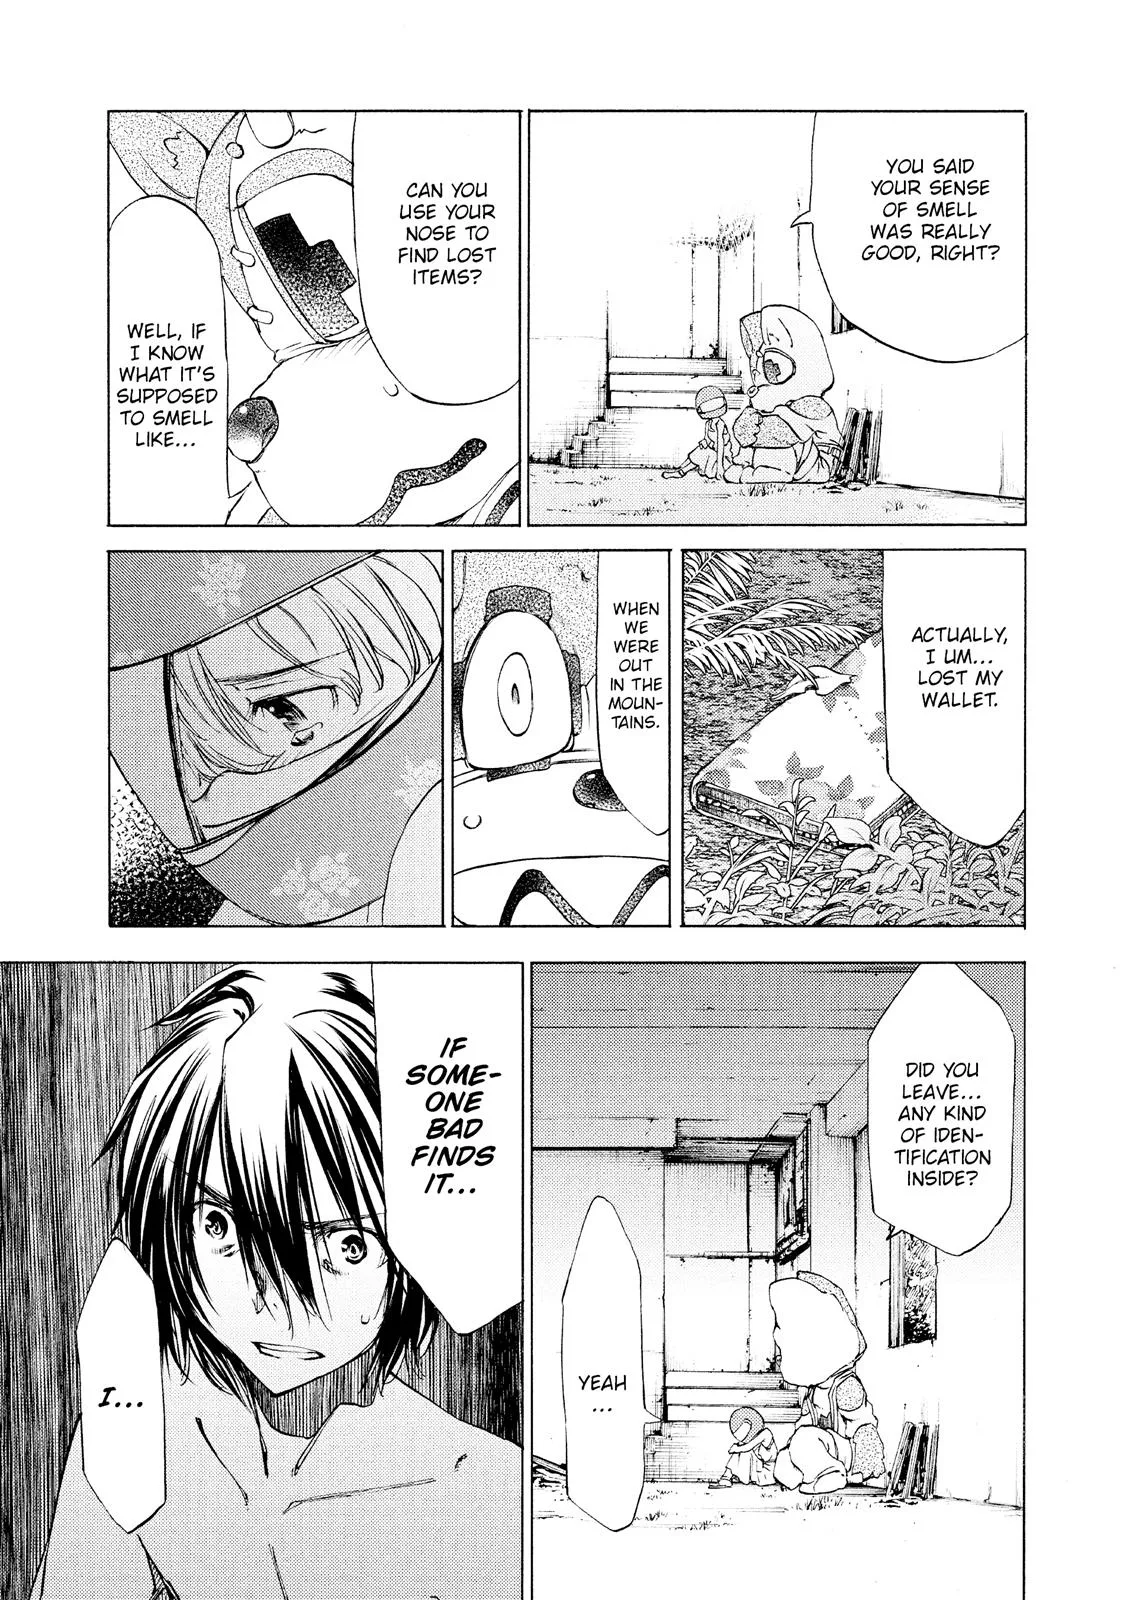 YOU SAID
YOUR SENSE
OF SMELL
WAS REALLY
GOOD, RIGHT?
CAN YOU
USE YOUR
NOSE TO
FIND LOST
ITEMS?
WELL, IF
I KNOW
WHAT IT'S
SUPPOSED
TO SMELL
LIKE...
ACTUALLY,
I UM...
LOST MY
WALLET.
WHEN
WE
WERE
OUT
IN THE
MOUN-
TAINS.
DID YOU
LEAVE...
ANY KIND
OF IDEN-
TIFICATION
INSIDE?
YEAH
...
IF
SOME-
ONE
BAD
FINDS
IT...
I...